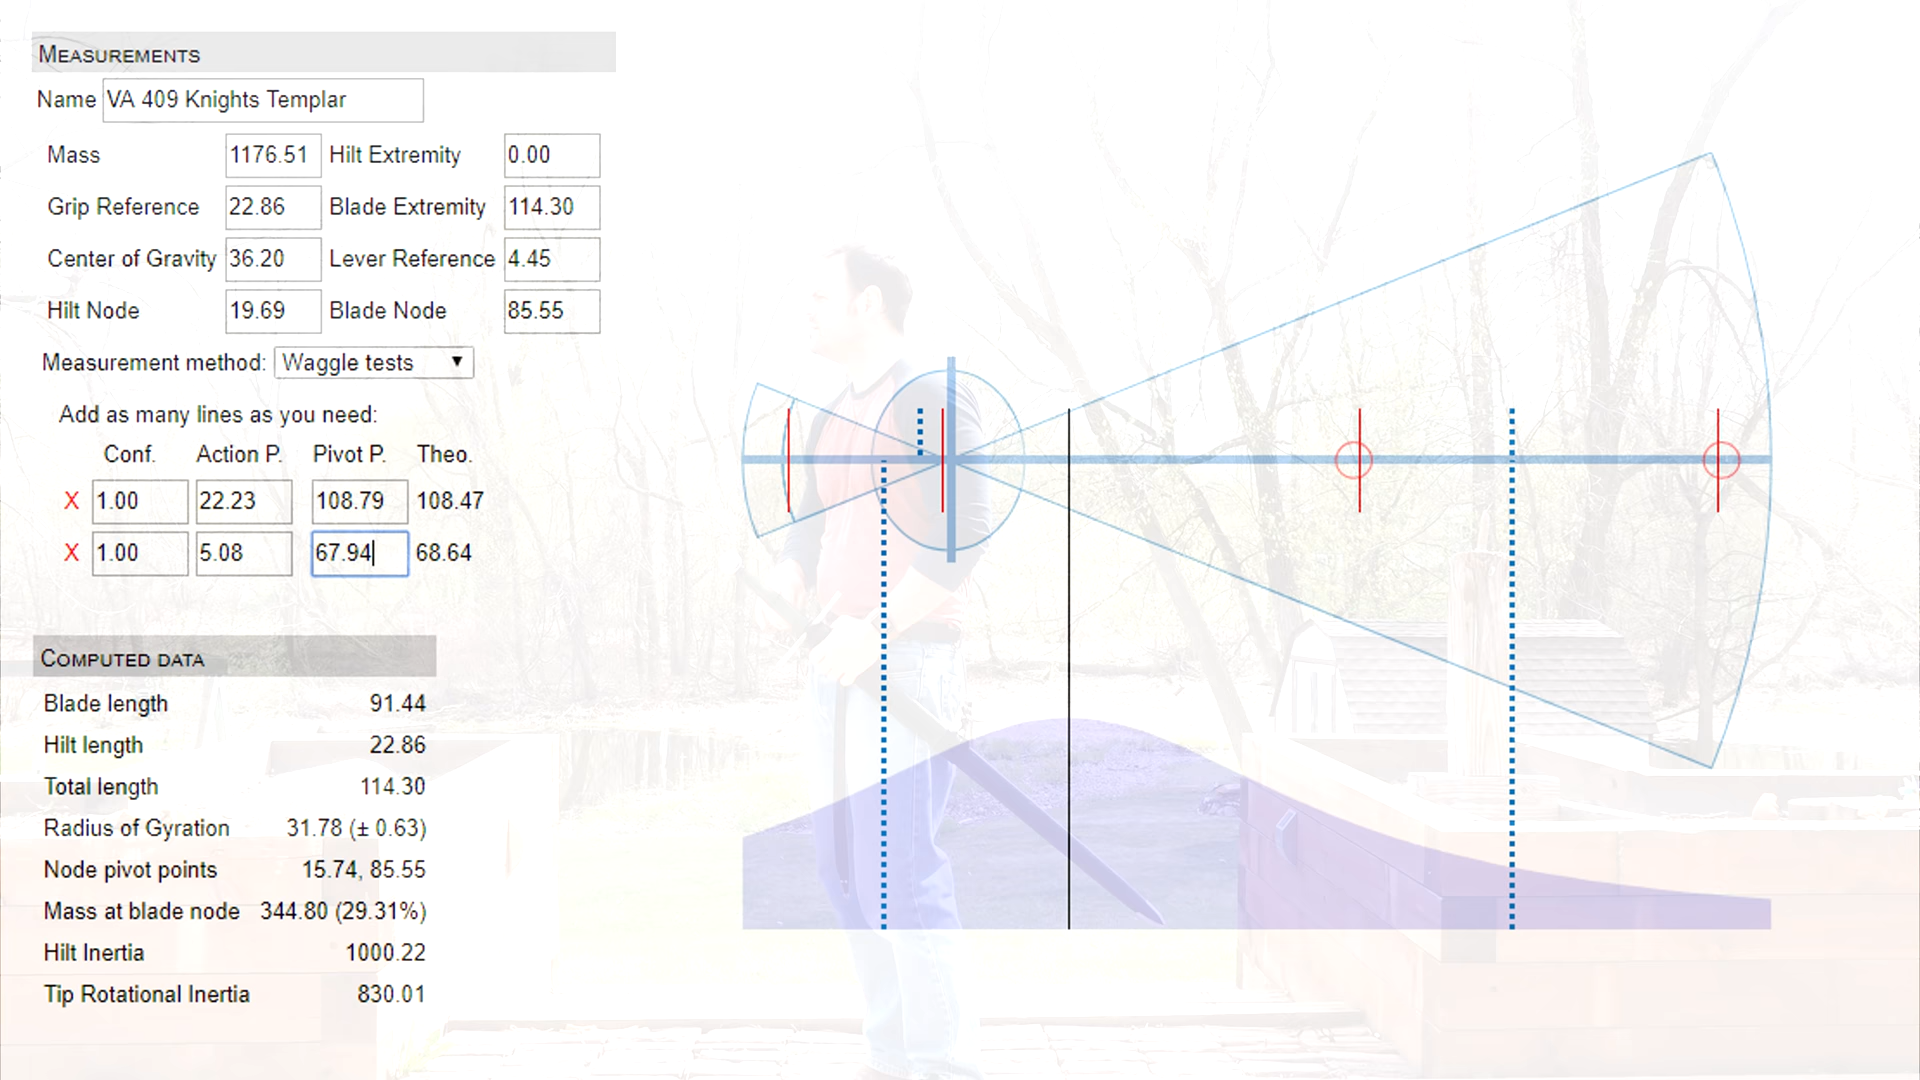 MEASUREMENTS
Name VA 409 Knights Templar
Mass 1176.51 Hilt Extremity 0.00
Grip Reference 22.86 Blade Extremity 114.30
Center of Gravity 36.20 Lever Reference 4.45
Hilt Node 19.69 Blade Node 85.55
Measurement method: Waggle tests ▼
Add as many lines as you need:
Conf. Action P. Pivot P. Theo.
X 1.00 22.23 108.79 108.47
X 1.00 5.08 67.94 68.64
COMPUTED DATA
Blade length 91.44
Hilt length 22.86
Total length 114.30
Radius of Gyration 31.78 (± 0.63)
Node pivot points 15.74, 85.55
Mass at blade node 344.80 (29.31%)
Hilt Inertia 1000.22
Tip Rotational Inertia 830.01